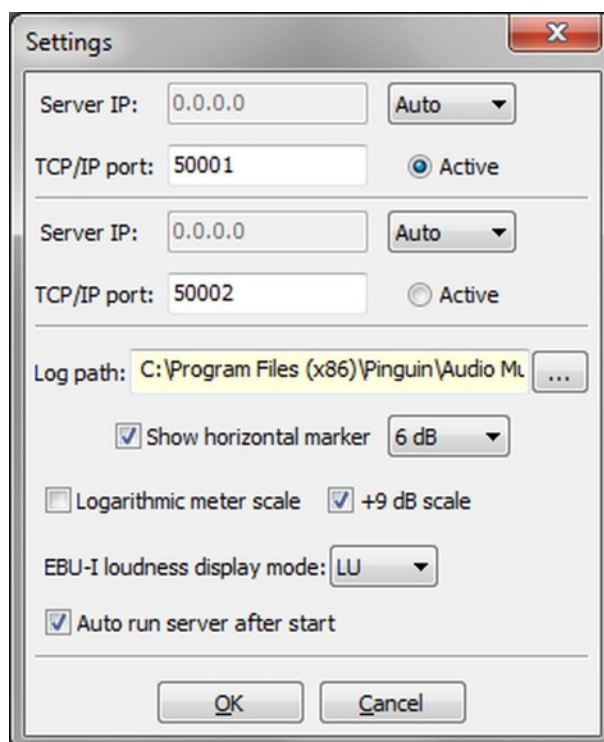 Settings
Server IP: 0.0.0.0 Auto
TCP/IP port: 50001 Active
Server IP: 0.0.0.0 Auto
TCP/IP port: 50002 Active
Log path: C:\Program Files (x86)\Pinguin\Audio Mu ...
Show horizontal marker 6 dB
Logarithmic meter scale +9 dB scale
EBU-I loudness display mode: LU
Auto run server after start
OK Cancel